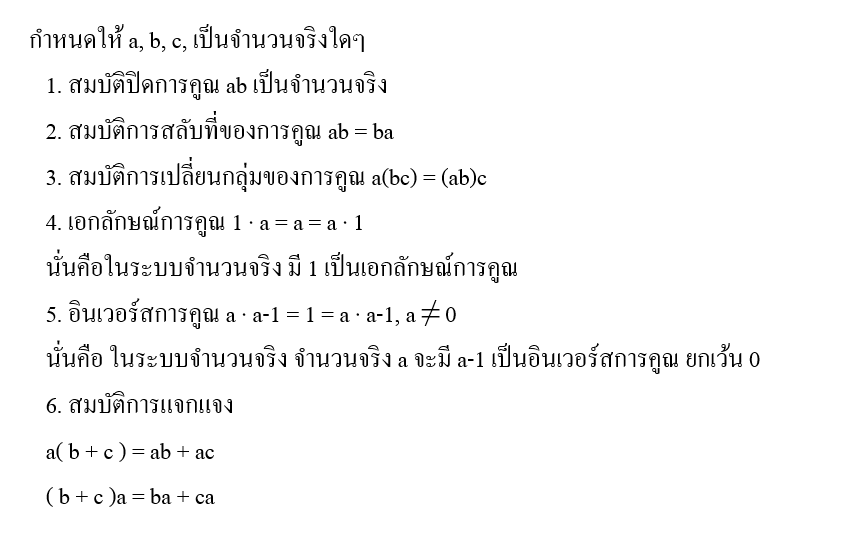 กำหนดให้ a, b, c, เป็นจำนวนจริงใดๆ
1. สมบัติปิดการคูณ ab เป็นจำนวนจริง
2. สมบัติการสลับที่ของการคูณ ab = ba
3. สมบัติการเปลี่ยนกลุ่มของการคูณ a(bc) = (ab)c
4. เอกลักษณ์การคูณ 1 · a = a = a · 1
นั่นคือในระบบจำนวนจริง มี 1 เป็นเอกลักษณ์การคูณ
5. อินเวอร์สการคูณ a · a-1 = 1 = a · a-1, a ≠ 0
นั่นคือ ในระบบจำนวนจริง จำนวนจริง a จะมี a-1 เป็นอินเวอร์สการคูณ ยกเว้น 0
6. สมบัติการแจกแจง
a( b + c ) = ab + ac
( b + c )a = ba + ca